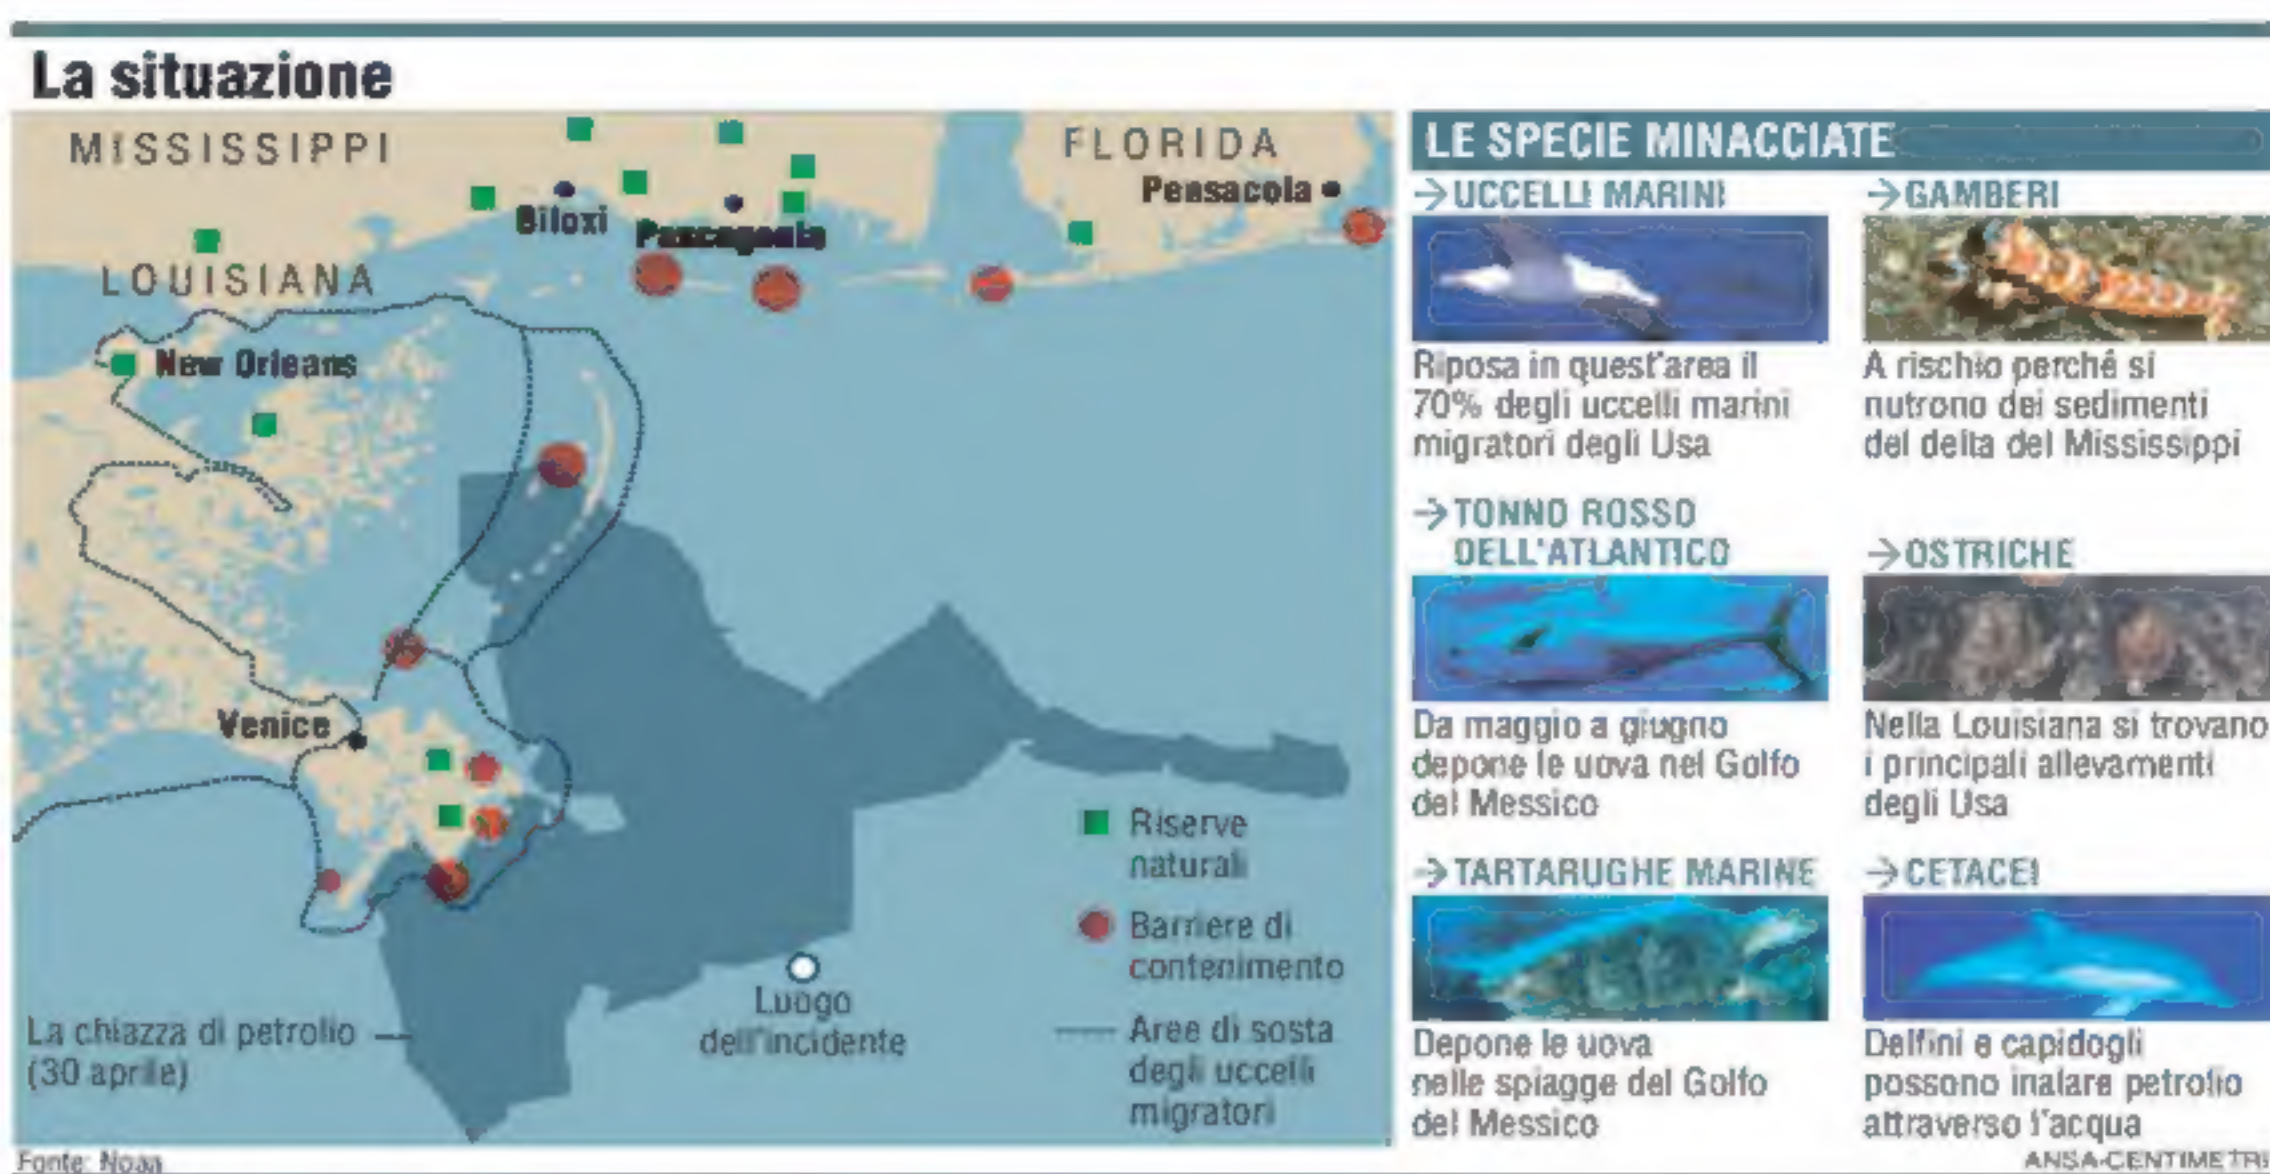 La situazione
MISSISSIPPI
FLORIDA
Pensacola
Biloxi
Pascagoula
LOUISIANA
New Orleans
Venice
Riserve
naturali
Barriere di
contenimento
Aree di sosta
degli uccelli
migratori
Luogo
dell'incidente
La chiazza di petrolio
(30 aprile)
Fonte: Noaa
LE SPECIE MINACCIATE
→UCCELLI MARINI
Riposa in quest'area il
70% degli uccelli marini
migratori degli Usa
→GAMBERI
A rischio perché si
nutrono dei sedimenti
del delta del Mississippi
→TONNO ROSSO
DELL'ATLANTICO
Da maggio a giugno
depone le uova nel Golfo
del Messico
→OSTRICHE
Nella Louisiana si trovano
i principali allevamenti
degli Usa
→TARTARUGHE MARINE
Depone le uova
nelle spiagge del Golfo
del Messico
→CETACEI
Delfini e capidogli
possono inalare petrolio
attraverso l'acqua
ANSA-CENTIMETRI